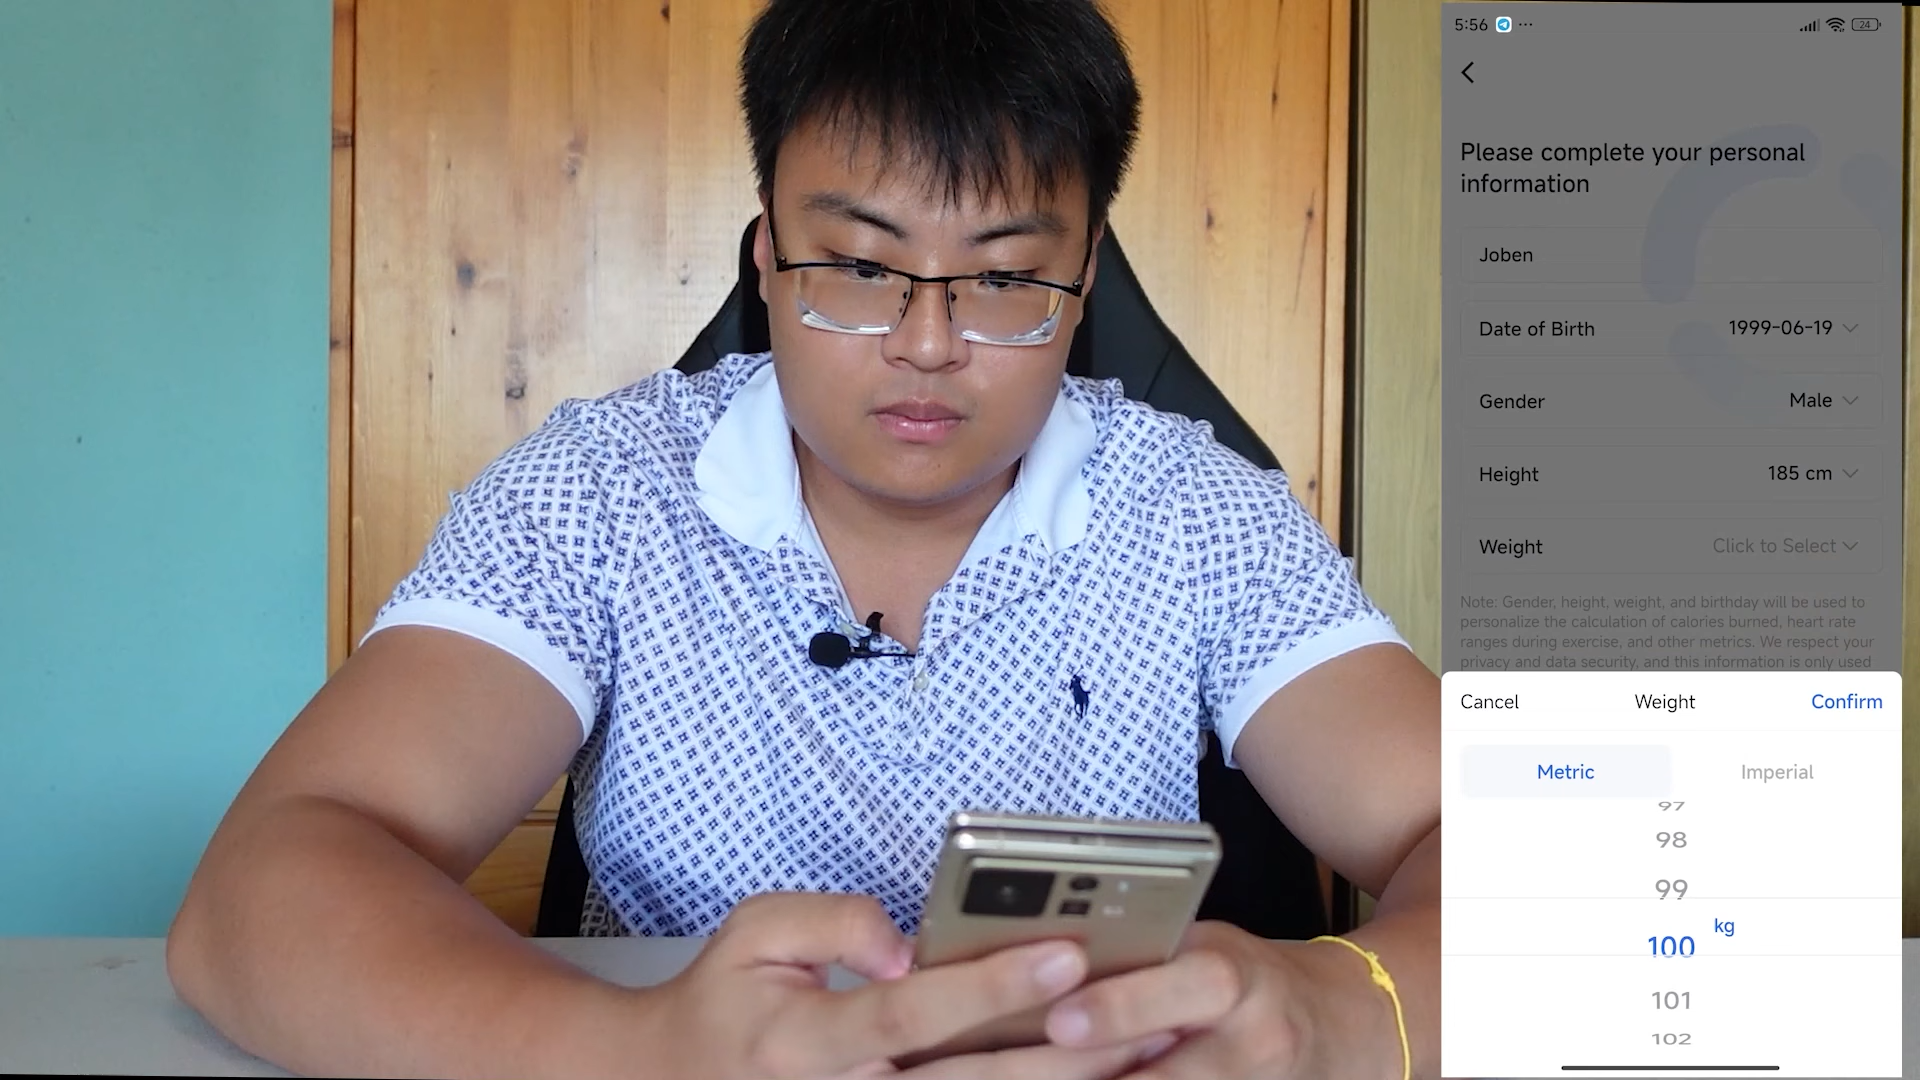 5:56
24
Please complete your personal
information
Joben
Date of Birth 1999-06-19
Gender Male
Height 185 cm
Weight Click to Select
Note: Gender, height, weight, and birthday will be used to
personalize the calculation of calories burned, heart rate
ranges during exercise, and other metrics. We respect your
privacy and data security, and this information is only used
Cancel Weight Confirm
Metric Imperial
97
98
99
100 kg
101
102